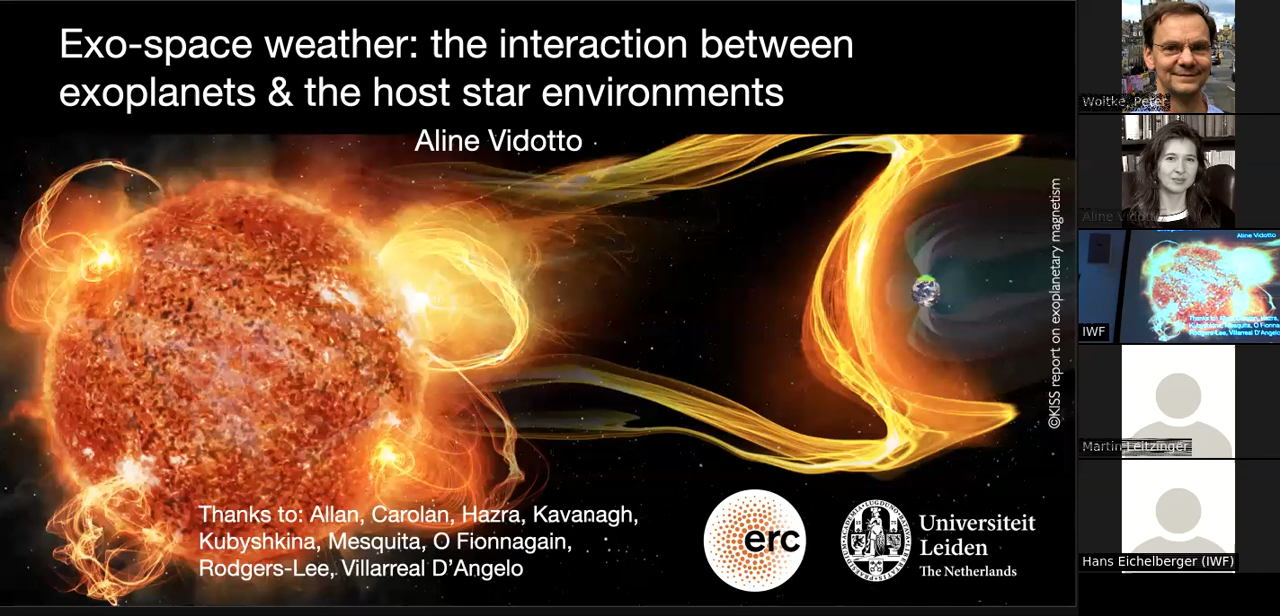 Exo-space weather: the interaction between
exoplanets & the host star environments
Aline Vidotto
©KISS report on exoplanetary magnetism
Thanks to: Allan, Carolan, Hazra, Kavanagh,
Kubyshkina, Mesquita, O Fionnagain,
Rodgers-Lee, Villarreal D'Angelo
erc
Universiteit
Leiden
The Netherlands
Woitke, Peter
Aline Vidotto
Aline Vidotto
IWF
Martin Leitzinger
Hans Eichelberger (IWF)